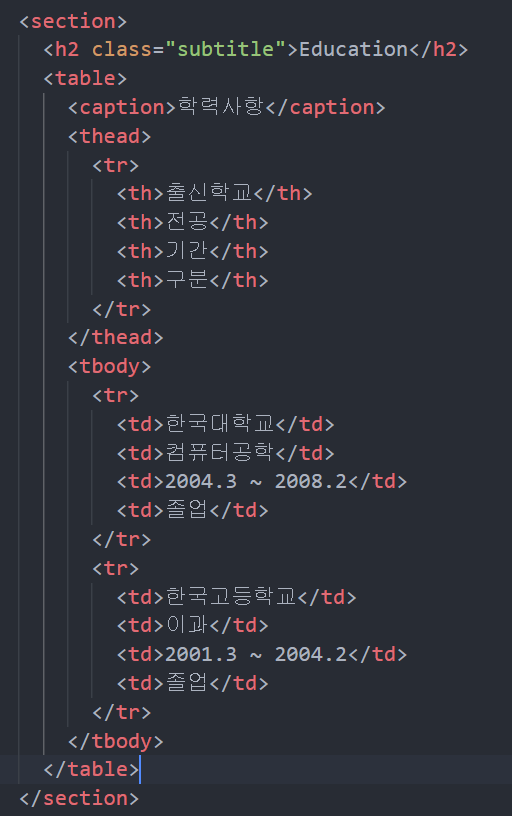 <section>
<h2 class="subtitle">Education</h2>
<table>
<caption>학력사항</caption>
<thead>
<tr>
<th>출신학교</th>
<th>전공</th>
<th>기간</th>
<th>구분</th>
</tr>
</thead>
<tbody>
<tr>
<td>한국대학교</td>
<td>컴퓨터공학</td>
<td>2004.3 ~ 2008.2</td>
<td>졸업</td>
</tr>
<tr>
<td>한국고등학교</td>
<td>이과</td>
<td>2001.3 ~ 2004.2</td>
<td>졸업</td>
</tr>
</tbody>
</table>
</section>